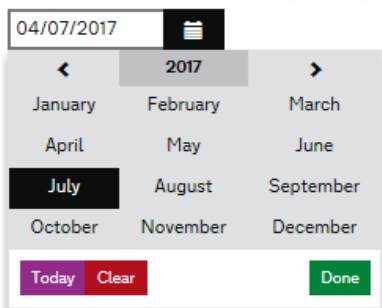 04/07/2017
2017
January February March
April May June
July August September
October November December
Today Clear Done